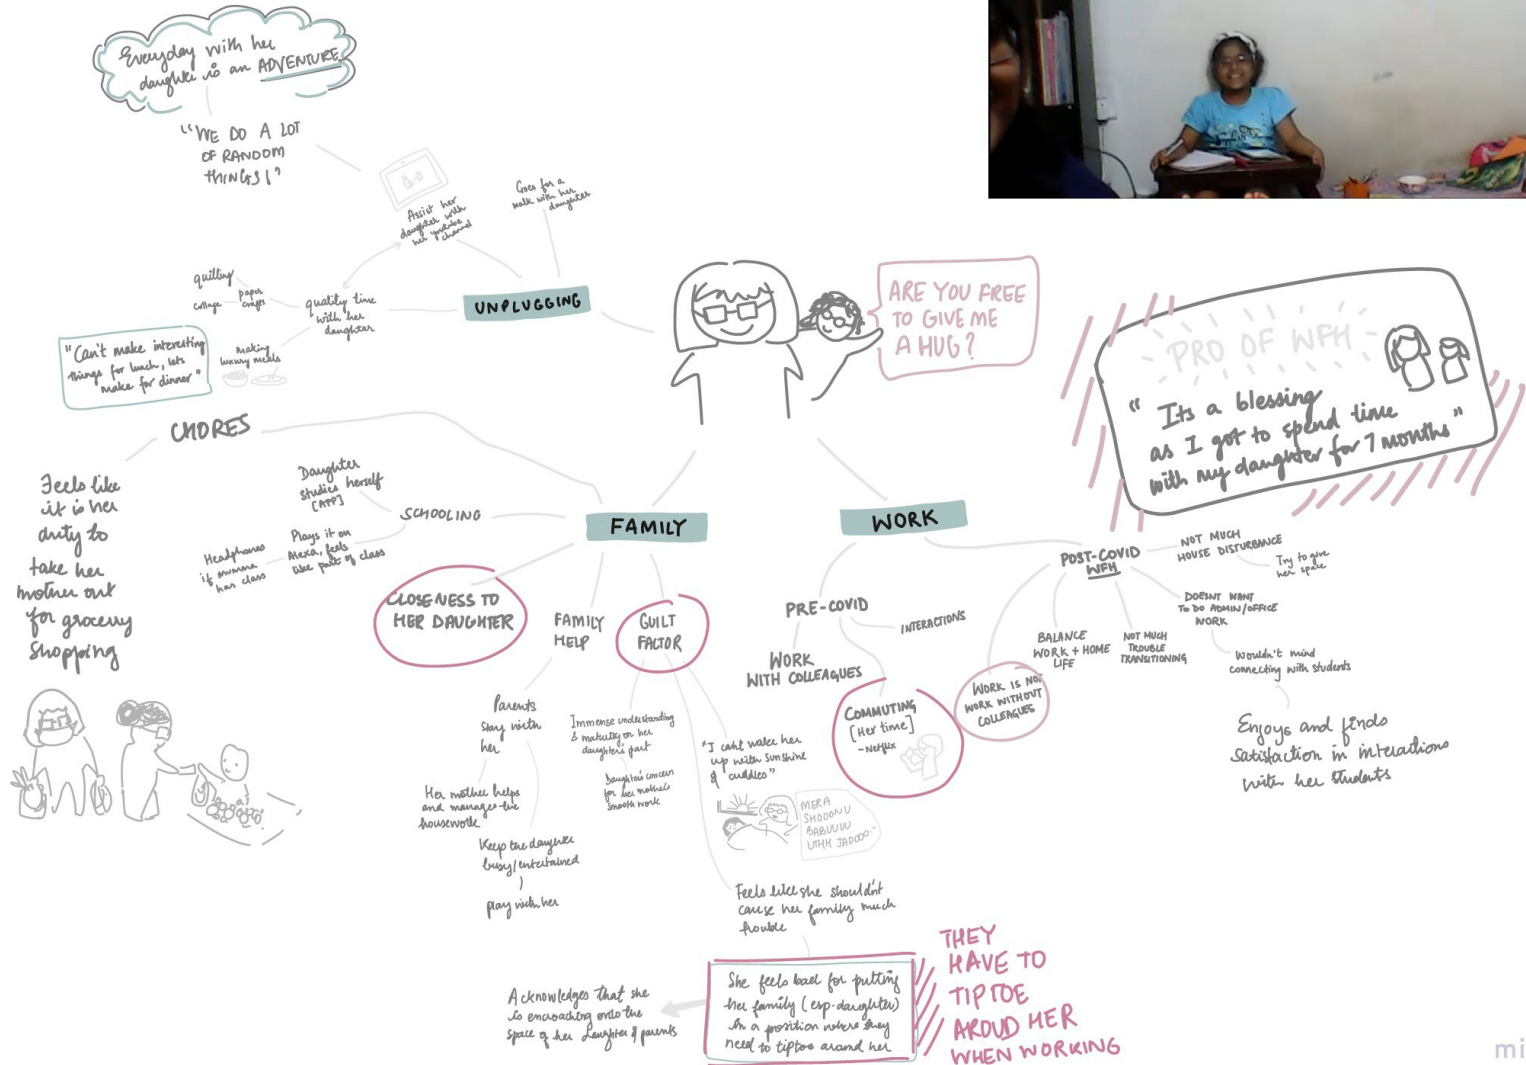 Everyday with her
daughter is an ADVENTURE
"WE DO A LOT
OF RANDOM
THINGS!"
Assist her
daughter with
her youtube
channel
Goes for a
walk with her
daughter
UNPLUGGING
quality time
with her
daughter
quilling
paper
crafts
collage
making
luxury meals
"Can't make interesting
things for lunch, lets
make for dinner"
ARE YOU FREE
TO GIVE ME
A HUG?
PRO OF WFH
"Its a blessing
as I got to spend time
with my daughter for 7 months"
CHORES
Feels like
it is her
duty to
take her
mother out
for grocery
shopping
FAMILY
SCHOOLING
Daughter
studies herself
[APP]
Plays it on
Alexa, feels
like part of class
Headphones
if mumma
has class
CLOSENESS TO
HER DAUGHTER
FAMILY
HELP
Parents
stay with
her
Her mother helps
and manages the
housework
Keep the daughter
busy/entertained
play with her
GUILT
FACTOR
Immense understanding
& maturity on her
daughter's part
Daughter's concern
for her mother's
smooth work
"I cant wake her
up with sunshine
& cuddles"
MERA
SHOOONU
BABUUUU
UTHH JAOOOO..
Feels like she shouldn't
cause her family much
trouble
She feels bad for putting
her family (esp. daughter)
in a position where they
need to tiptoe around her
THEY
HAVE TO
TIPTOE
AROUD HER
WHEN WORKING
Acknowledges that she
is encroaching onto the
space of her daughter & parents
WORK
PRE-COVID
INTERACTIONS
WORK
WITH COLLEAGUES
COMMUTING
[Her time]
-Netflix
POST-COVID
WFH
NOT MUCH
HOUSE DISTURBANCE
Try to give
her space
DOESNT WANT
TO DO ADMIN/OFFICE
WORK
Wouldn't mind
connecting with students
Enjoys and finds
satisfaction in interactions
with her students
NOT MUCH
TROUBLE
TRANSITIONING
BALANCE
WORK + HOME
LIFE
WORK IS NOT
WORK WITHOUT
COLLEAGUES
mi